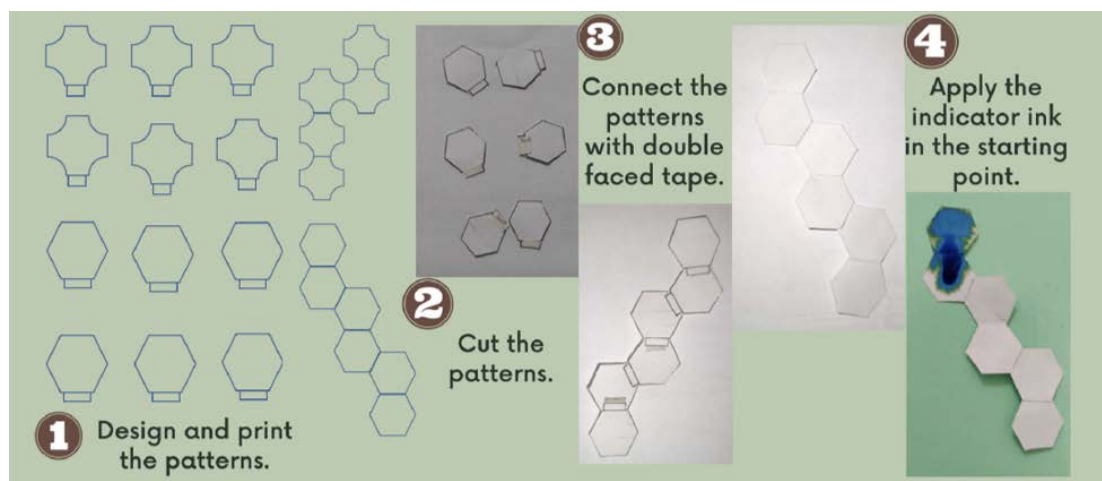 1
Design and print
the patterns.
2
Cut the
patterns.
3
Connect the
patterns
with double
faced tape.
4
Apply the
indicator ink
in the starting
point.